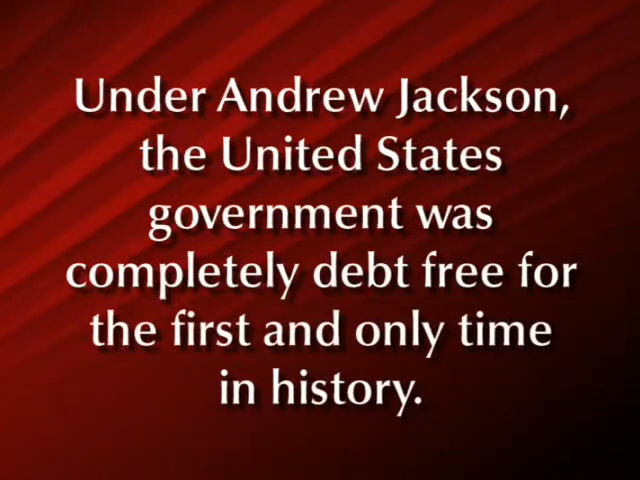 Under Andrew Jackson,
the United States
government was
completely debt free for
the first and only time
in history.